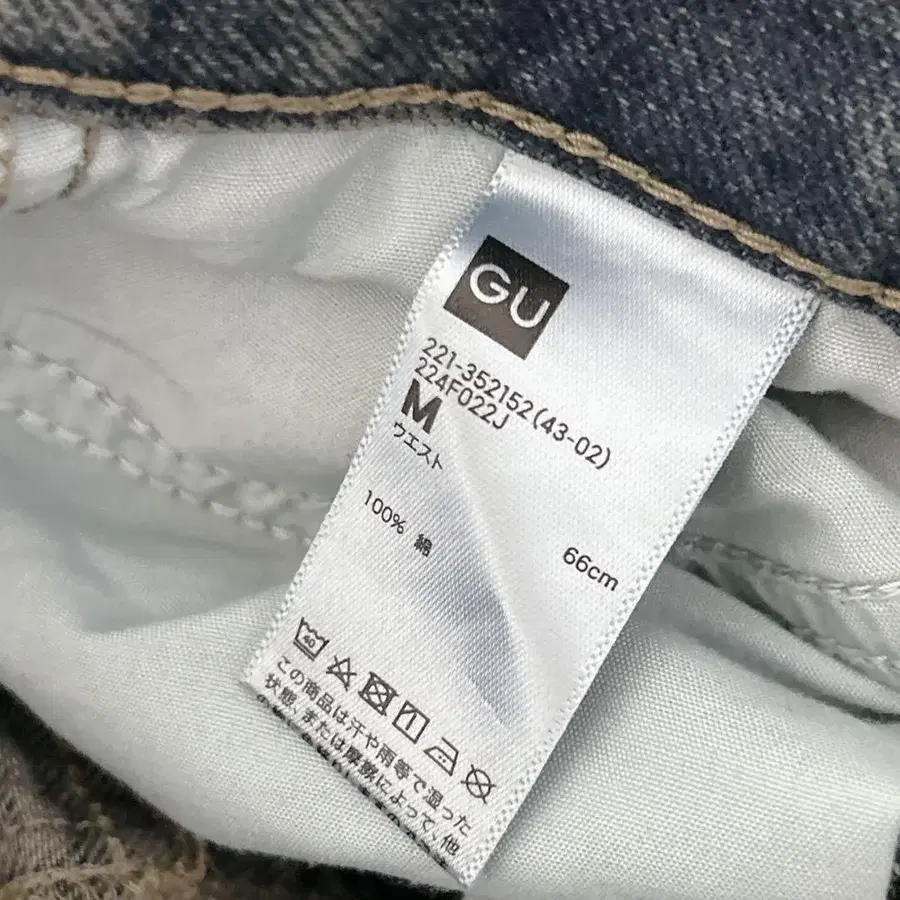 GU
221-352152(43-02)
224F022J
M
ウエスト
66cm
100% 綿
40
この商品は汗や雨等で湿った
状態、または摩擦によって、他